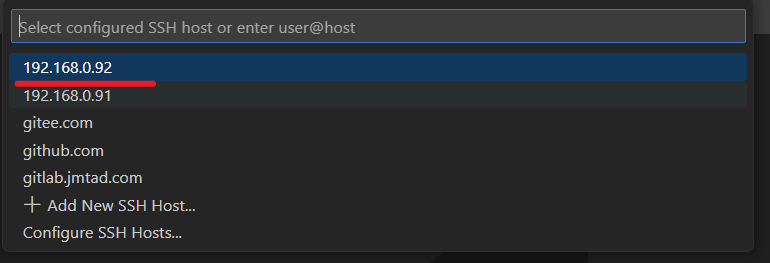 Select configured SSH host or enter user@host
192.168.0.92
192.168.0.91
gitee.com
github.com
gitlab.jmtad.com
+ Add New SSH Host...
Configure SSH Hosts...